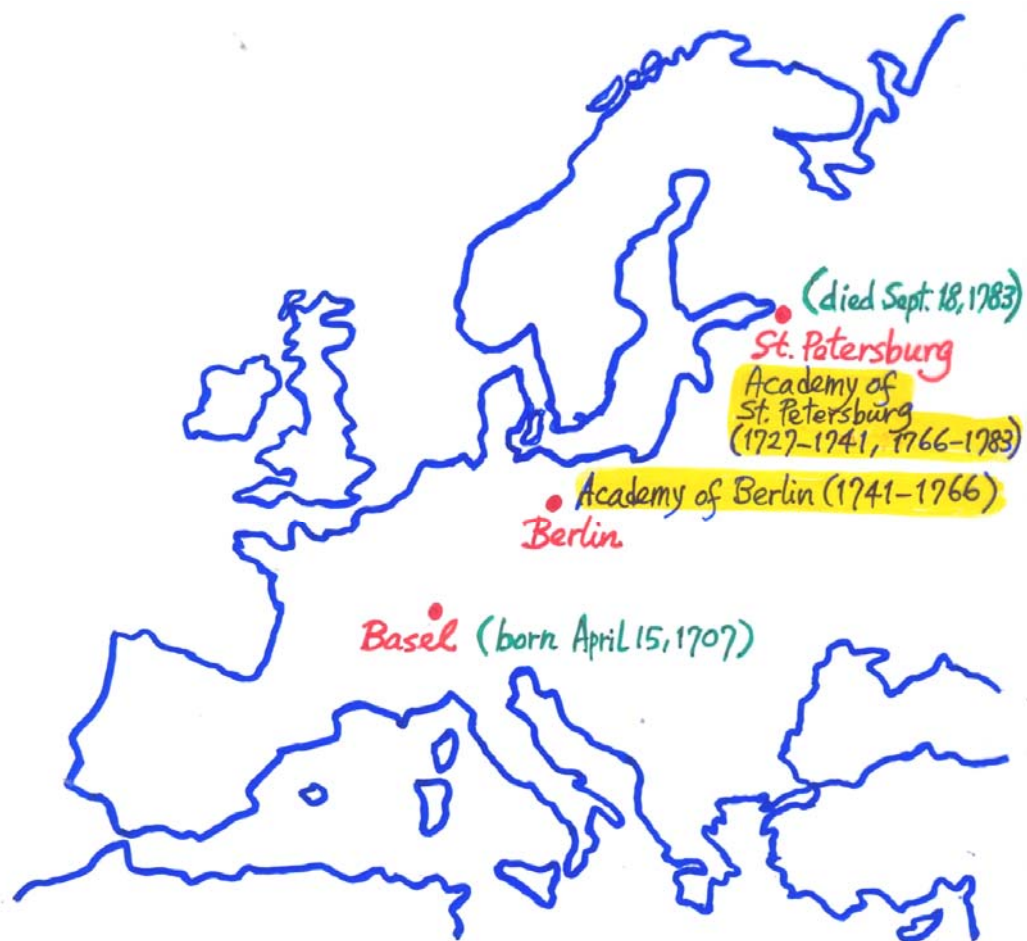 (died Sept. 18, 1783)
St. Petersburg
Academy of
St. Petersburg
(1727–1741, 1766–1783)
Academy of Berlin (1741–1766)
Berlin
Basel (born April 15, 1707)